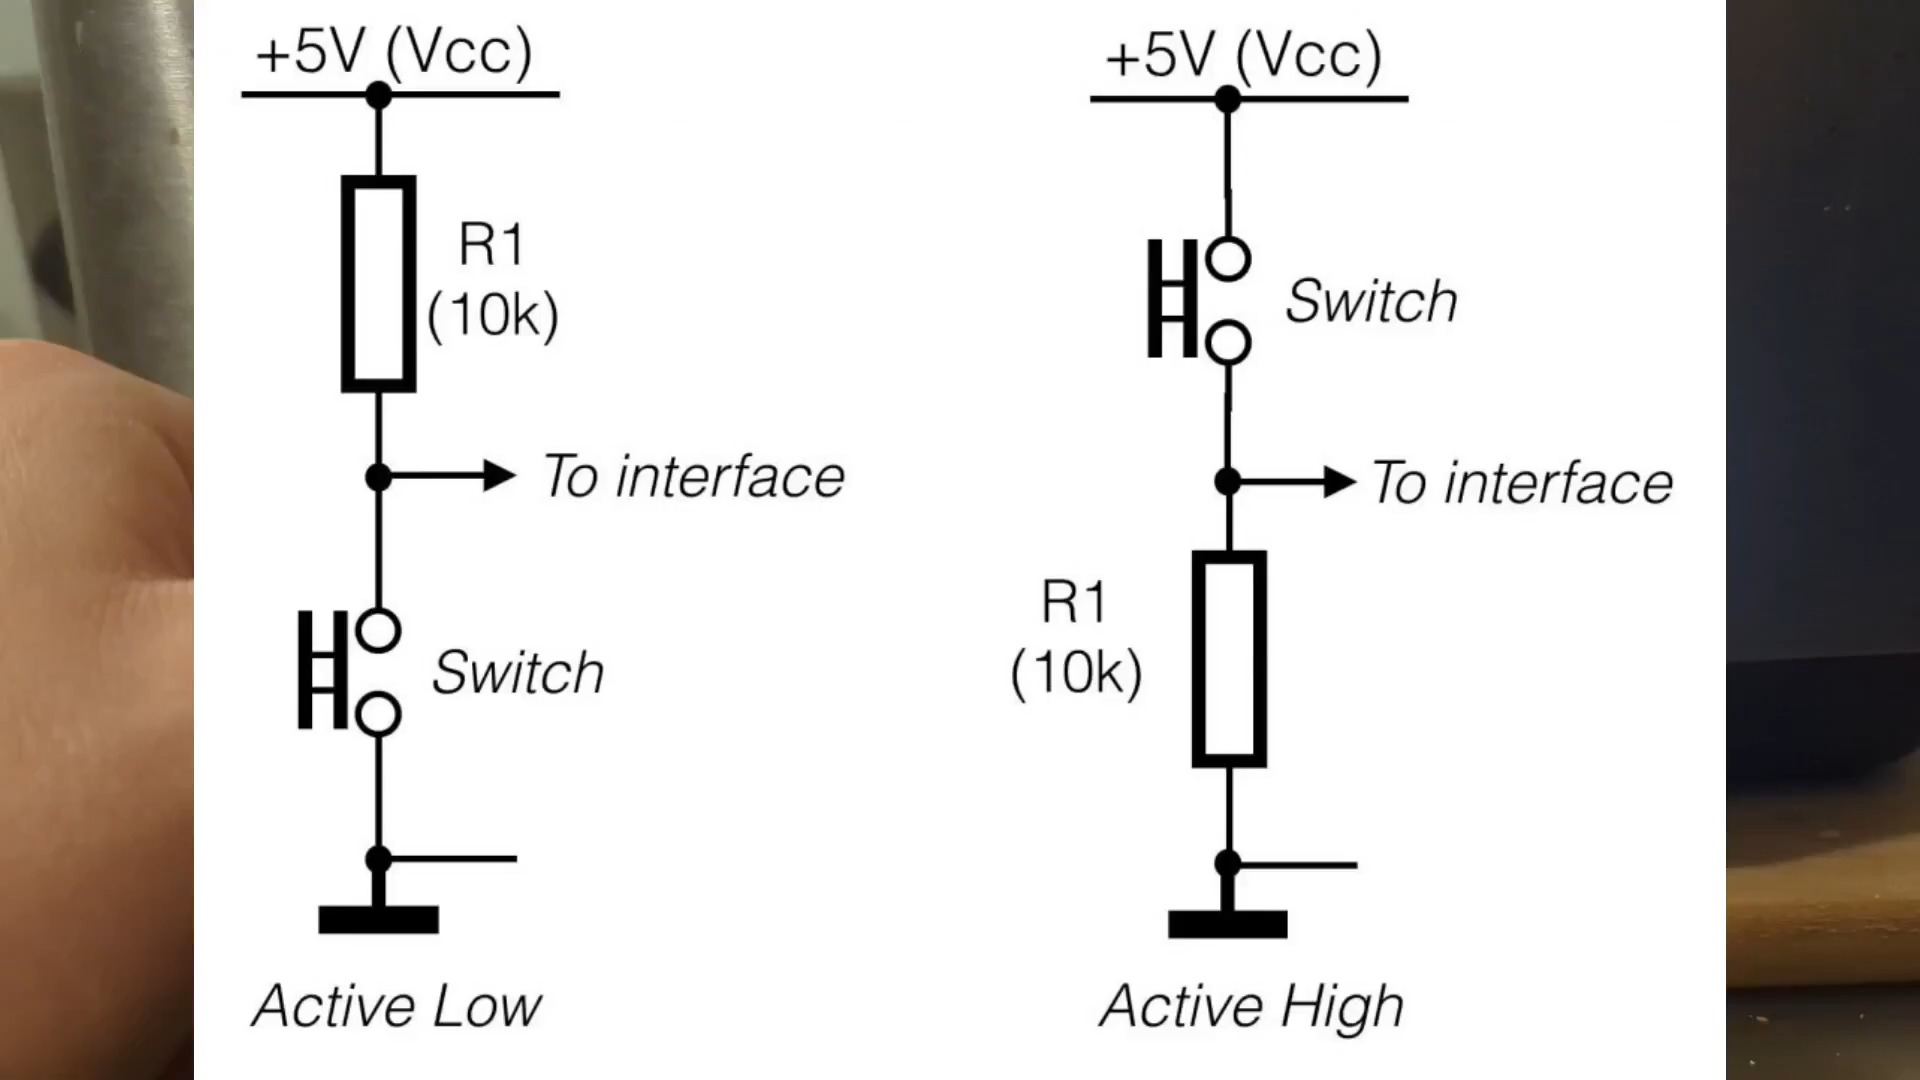 +5V (Vcc)
R1
(10k)
To interface
Switch
Active Low
+5V (Vcc)
Switch
To interface
R1
(10k)
Active High